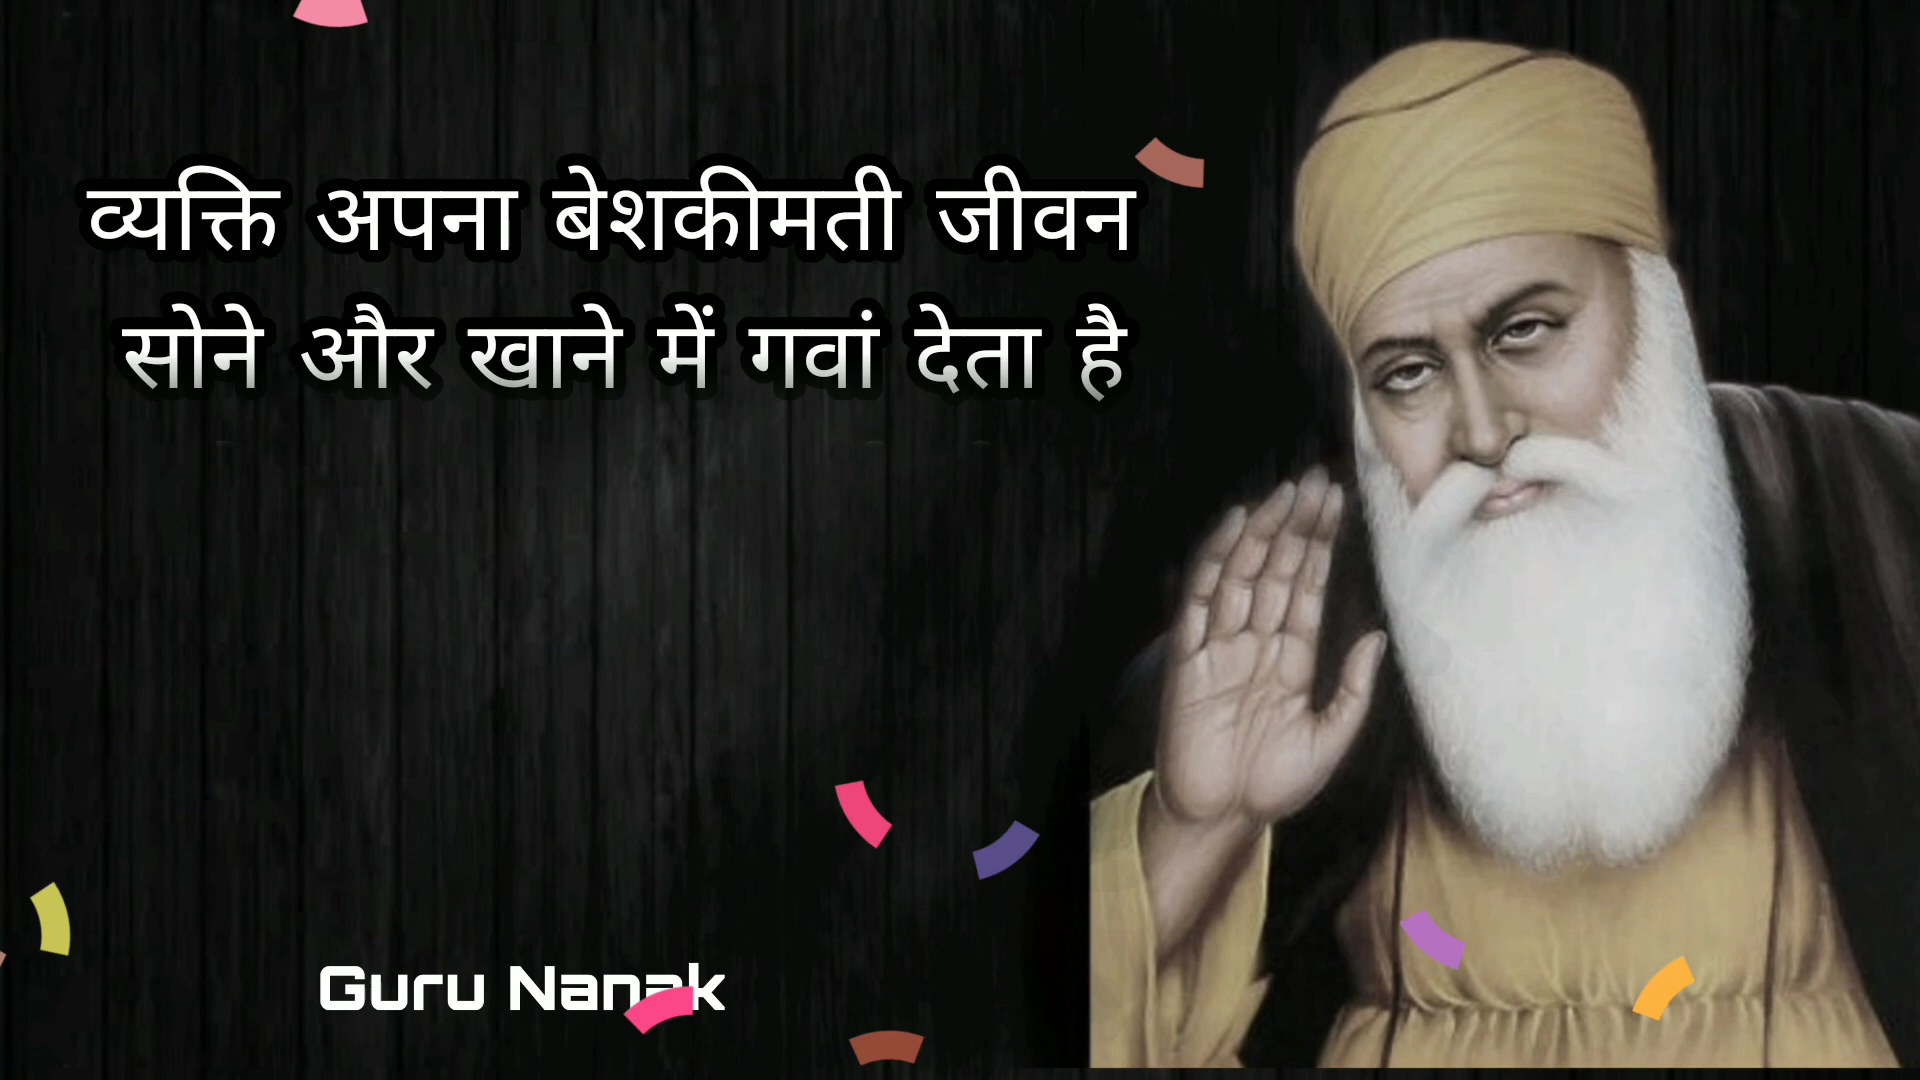 व्यक्ति अपना बेशकीमती जीवन
सोने और खाने में गवां देता है
Guru Nanak